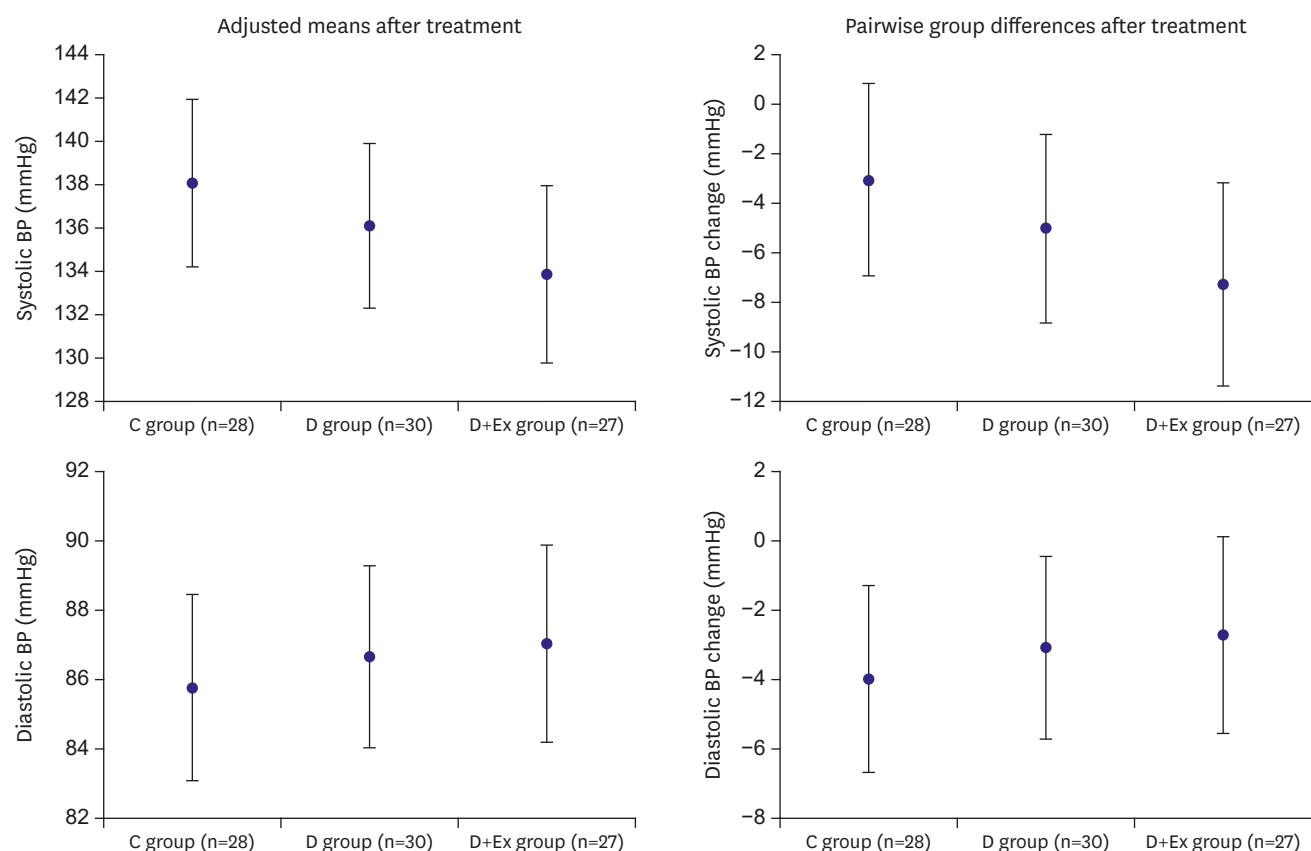 Adjusted means after treatment
Systolic BP (mmHg)
144
142
140
138
136
134
132
130
128
C group (n=28)
D group (n=30)
D+Ex group (n=27)
Pairwise group differences after treatment
Systolic BP change (mmHg)
2
0
−2
−4
−6
−8
−10
−12
C group (n=28)
D group (n=30)
D+Ex group (n=27)
Diastolic BP (mmHg)
92
90
88
86
84
82
C group (n=28)
D group (n=30)
D+Ex group (n=27)
Diastolic BP change (mmHg)
2
0
−2
−4
−6
−8
C group (n=28)
D group (n=30)
D+Ex group (n=27)